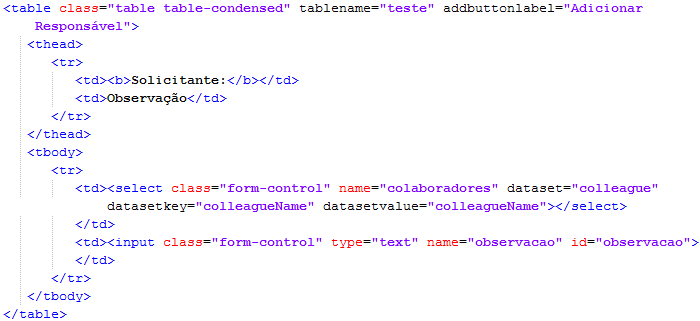 <table class="table table-condensed" tablename="teste" addbuttonlabel="Adicionar
Responsável">
<thead>
<tr>
<td><b>Solicitante:</b></td>
<td>Observação</td>
</tr>
</thead>
<tbody>
<tr>
<td><select class="form-control" name="colaboradores" dataset="colleague"
datasetkey="colleagueName" datasetvalue="colleagueName"></select>
</td>
<td><input class="form-control" type="text" name="observacao" id="observacao">
</td>
</tr>
</tbody>
</table>